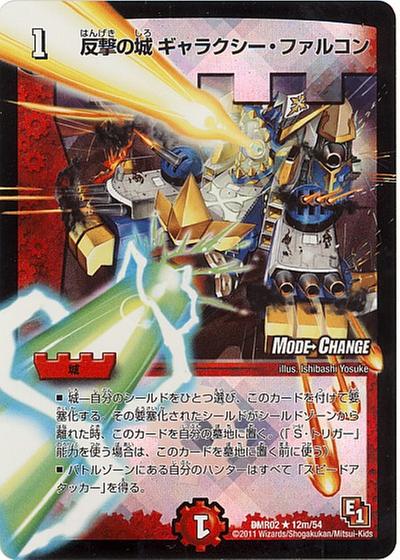 1
はんげき しろ
反撃の城 ギャラクシー・ファルコン
MODE CHANGE
illus. Ishibashi Yosuke
城
■ 城―自分のシールドをひとつ選び、このカードを付けて要
塞化する。その要塞化されたシールドがシールドゾーンから
離れた時、このカードを自分の墓地に置く。(「S・トリガー」
能力を使う場合は、このカードを墓地に置く前に使う)
■ バトルゾーンにある自分のハンターはすべて「スピードア
タッカー」を得る。
1
DMR02 ★ 12m/54
©2011 Wizards/Shogakukan/Mitsui-Kids
E1